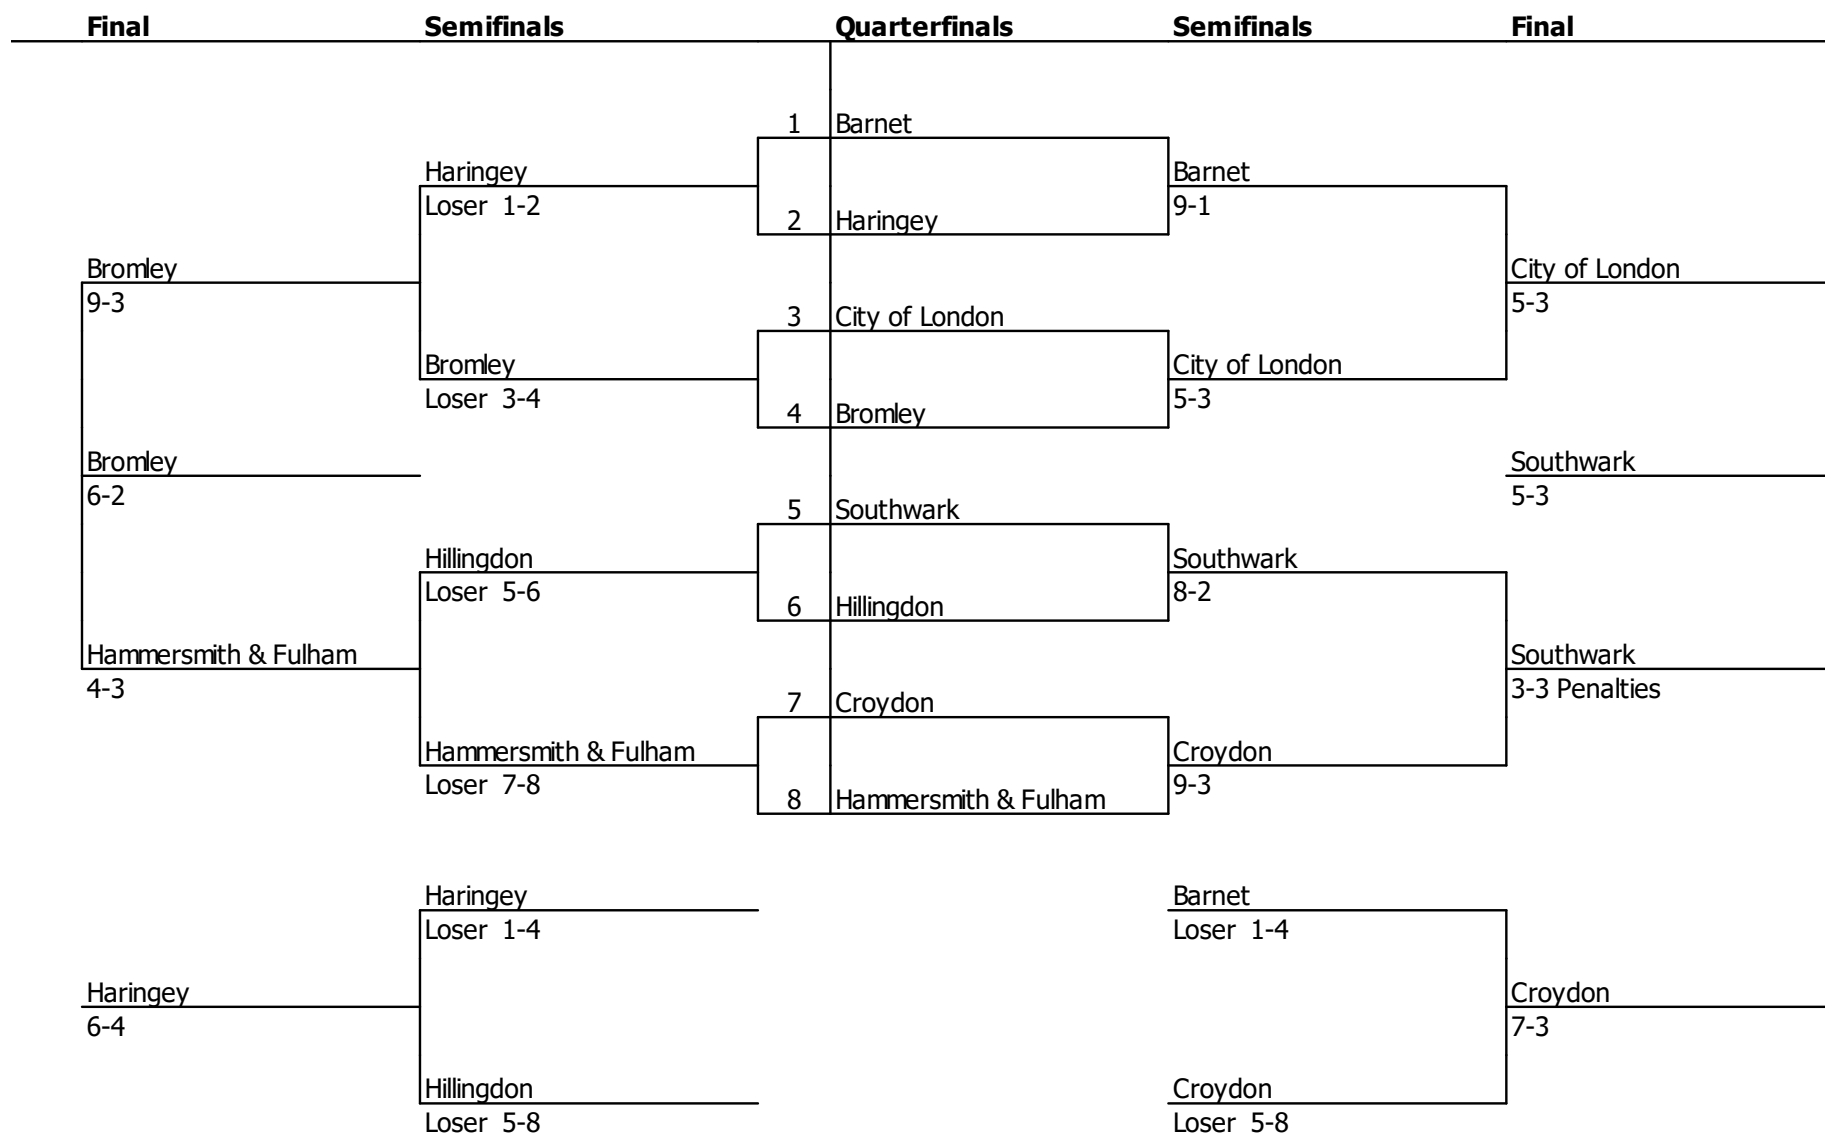 Final Semifinals Quarterfinals Semifinals Final
1 Barnet
Haringey Barnet
Loser 1-2 9-1
2 Haringey
Bromley City of London
9-3 5-3
3 City of London
Bromley City of London
Loser 3-4 5-3
4 Bromley
Bromley Southwark
6-2 5-3
5 Southwark
Hillingdon Southwark
Loser 5-6 8-2
6 Hillingdon
Hammersmith & Fulham Southwark
4-3 3-3 Penalties
7 Croydon
Hammersmith & Fulham Croydon
Loser 7-8 9-3
8 Hammersmith & Fulham
Haringey Barnet
Loser 1-4 Loser 1-4
Haringey Croydon
6-4 7-3
Hillingdon Croydon
Loser 5-8 Loser 5-8